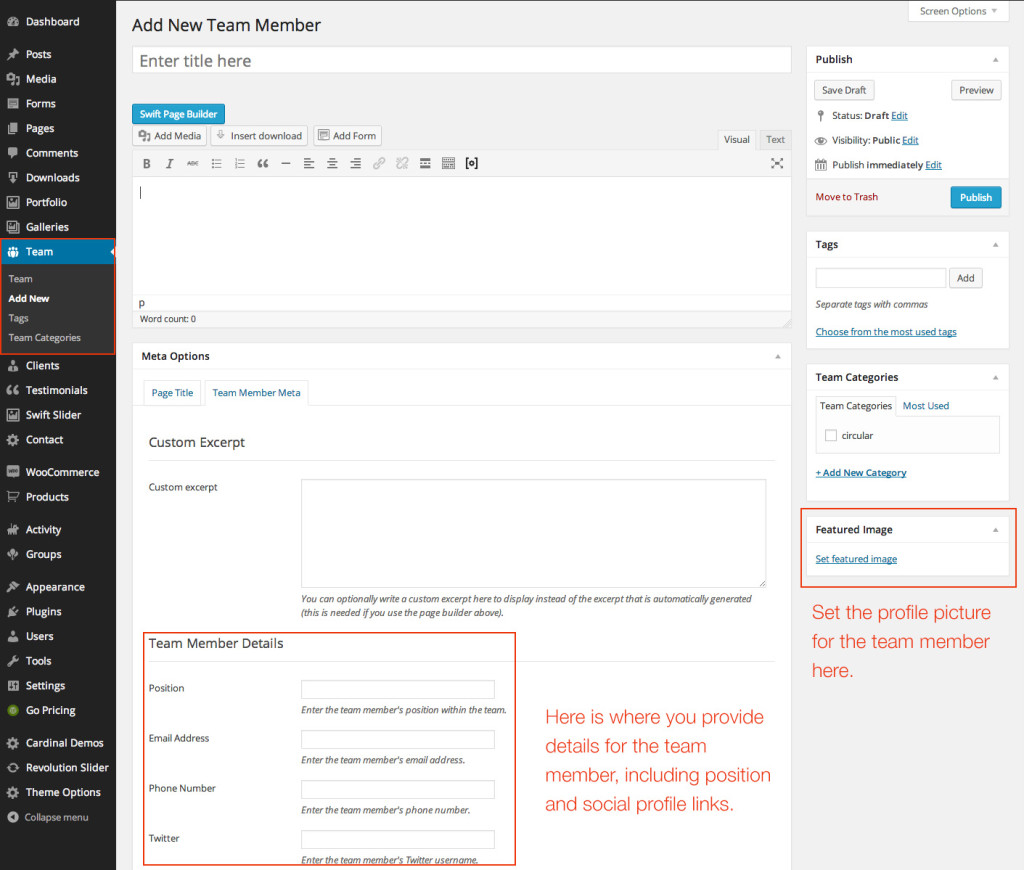 Dashboard
Posts
Media
Forms
Pages
Comments
Downloads
Portfolio
Galleries
Team
Team
Add New
Tags
Team Categories
Clients
Testimonials
Swift Slider
Contact
WooCommerce
Products
Activity
Groups
Appearance
Plugins
Users
Tools
Settings
Go Pricing
Cardinal Demos
Revolution Slider
Theme Options
Collapse menu
Screen Options
Add New Team Member
Enter title here
Swift Page Builder
Add Media
Insert download
Add Form
Visual
Text
B I ABC
p
Word count: 0
Meta Options
Page Title
Team Member Meta
Custom Excerpt
Custom excerpt
You can optionally write a custom excerpt here to display instead of the excerpt that is automatically generated
(this is needed if you use the page builder above).
Team Member Details
Position
Enter the team member's position within the team.
Email Address
Enter the team member's email address.
Phone Number
Enter the team member's phone number.
Twitter
Enter the team member's Twitter username.
Here is where you provide
details for the team
member, including position
and social profile links.
Publish
Save Draft
Preview
Status: Draft Edit
Visibility: Public Edit
Publish immediately Edit
Move to Trash
Publish
Tags
Add
Separate tags with commas
Choose from the most used tags
Team Categories
Team Categories
Most Used
circular
+ Add New Category
Featured Image
Set featured image
Set the profile picture
for the team member
here.